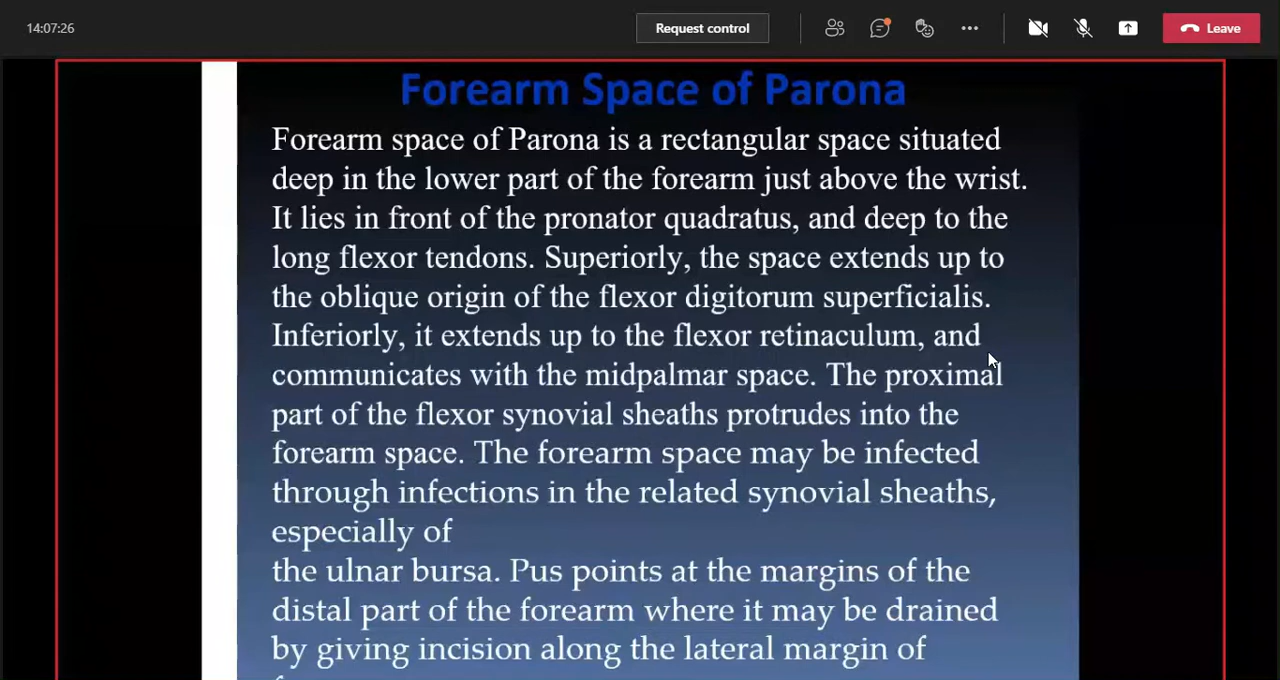 14:07:26
Request control
Leave
Forearm Space of Parona
Forearm space of Parona is a rectangular space situated
deep in the lower part of the forearm just above the wrist.
It lies in front of the pronator quadratus, and deep to the
long flexor tendons. Superiorly, the space extends up to
the oblique origin of the flexor digitorum superficialis.
Inferiorly, it extends up to the flexor retinaculum, and
communicates with the midpalmar space. The proximal
part of the flexor synovial sheaths protrudes into the
forearm space. The forearm space may be infected
through infections in the related synovial sheaths,
especially of
the ulnar bursa. Pus points at the margins of the
distal part of the forearm where it may be drained
by giving incision along the lateral margin of